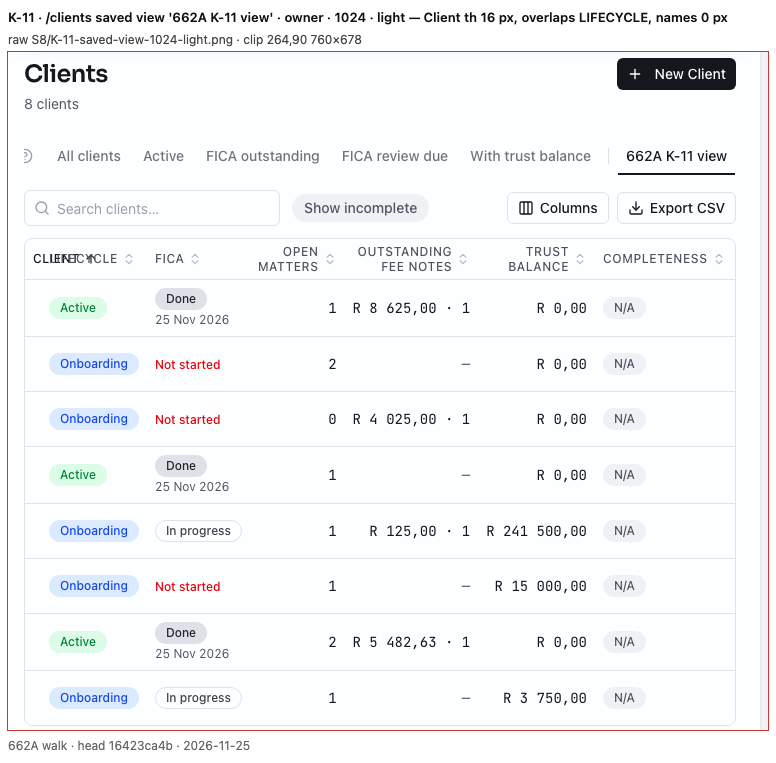 K-11 · /clients saved view '662A K-11 view' · owner · 1024 · light — Client th 16 px, overlaps LIFECYCLE, names 0 px
raw S8/K-11-saved-view-1024-light.png · clip 264,90 760×678
Clients
New Client
8 clients
All clients Active FICA outstanding FICA review due With trust balance 662A K-11 view
Search clients... Show incomplete Columns Export CSV
CLIENT LIFECYCLE FICA OPEN MATTERS OUTSTANDING FEE NOTES TRUST BALANCE COMPLETENESS
Active Done 1 R 8 625,00 · 1 R 0,00 N/A
25 Nov 2026
Onboarding Not started 2 — R 0,00 N/A
Onboarding Not started 0 R 4 025,00 · 1 R 0,00 N/A
Active Done 1 — R 0,00 N/A
25 Nov 2026
Onboarding In progress 1 R 125,00 · 1 R 241 500,00 N/A
Onboarding Not started 1 — R 15 000,00 N/A
Active Done 2 R 5 482,63 · 1 R 0,00 N/A
25 Nov 2026
Onboarding In progress 1 — R 3 750,00 N/A
662A walk · head 16423ca4b · 2026-11-25